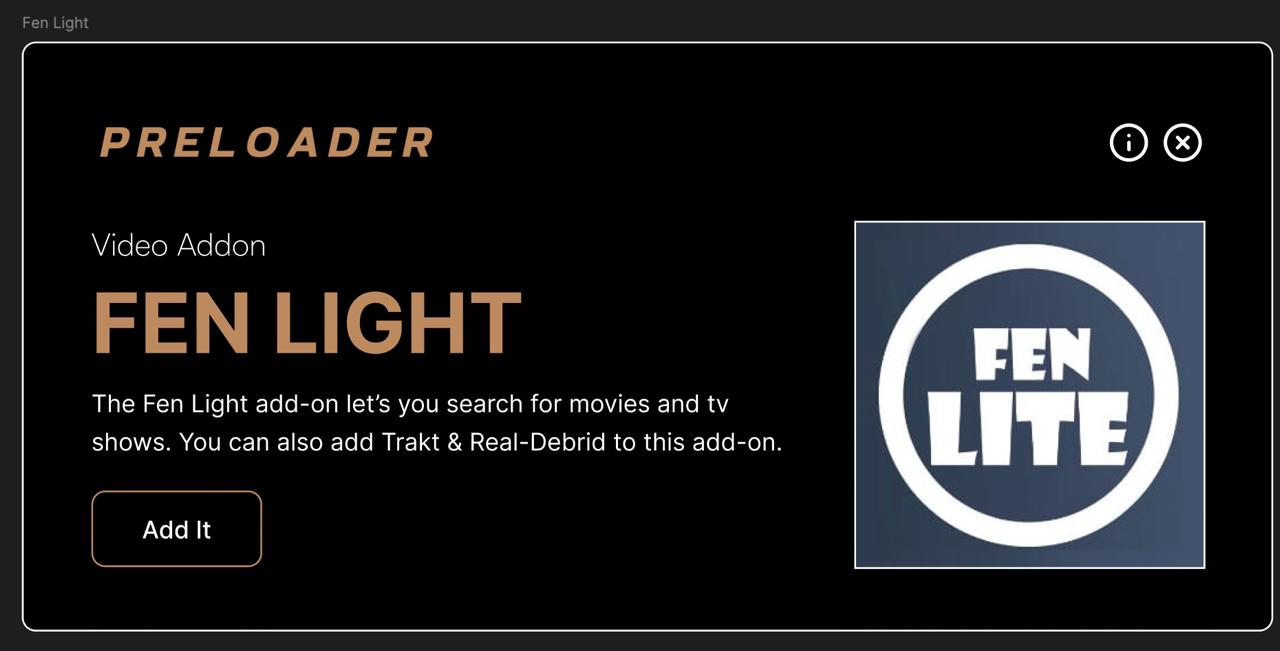 Fen Light
PRELOADER
Video Addon
FEN LIGHT
The Fen Light add-on let’s you search for movies and tv
shows. You can also add Trakt & Real-Debrid to this add-on.
Add It
FEN
LITE